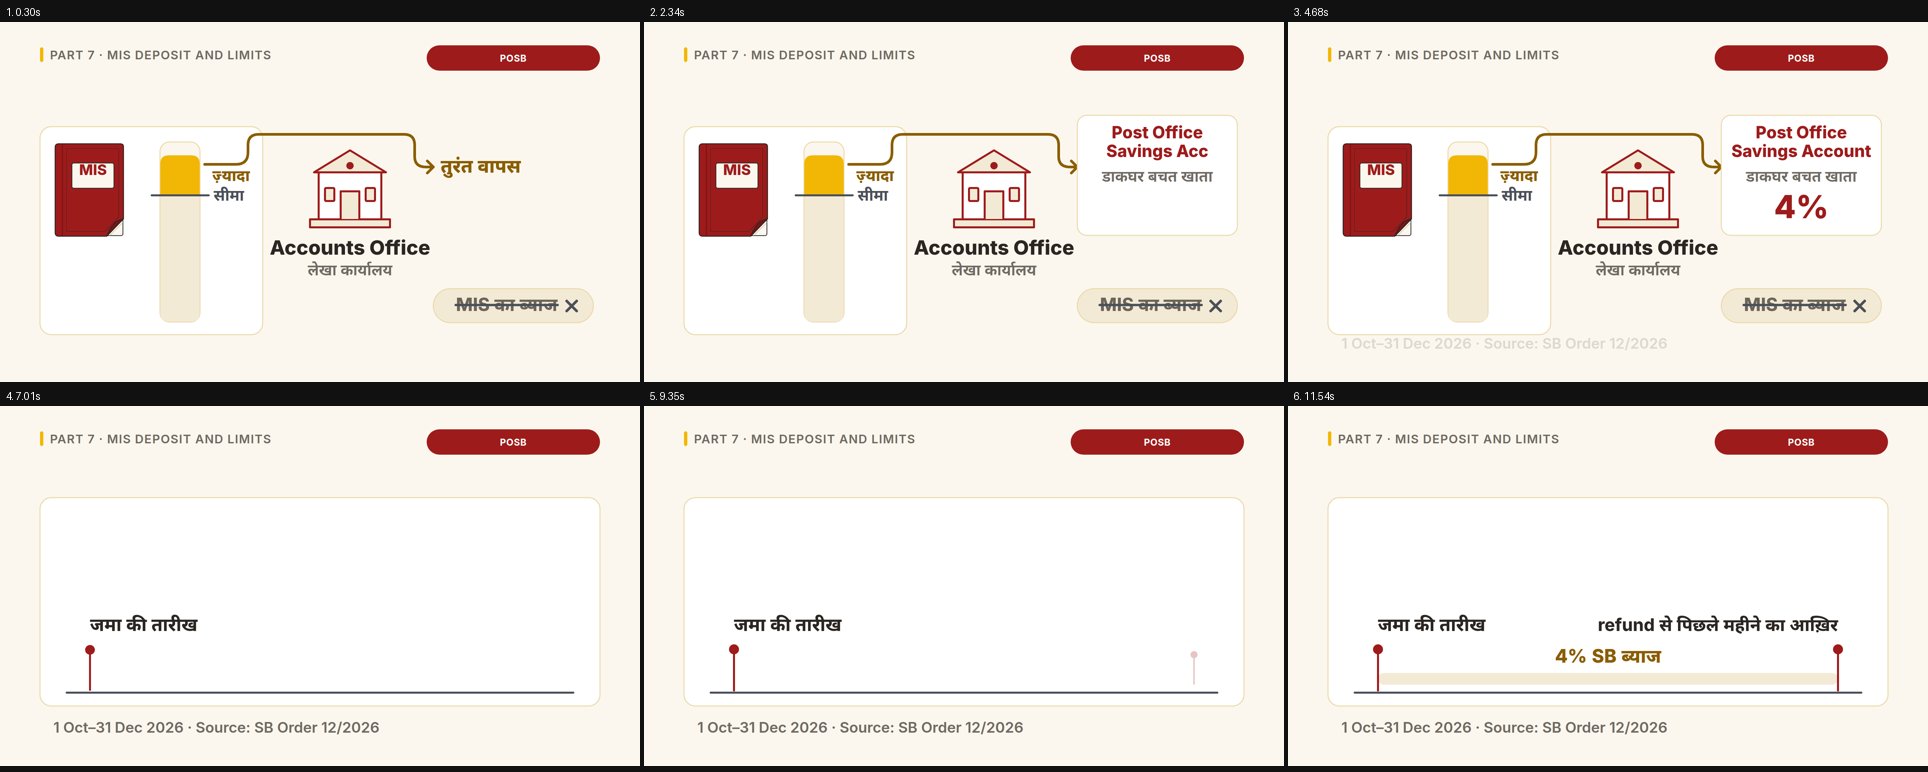 1. 0.30s
PART 7 · MIS DEPOSIT AND LIMITS
POSB
MIS
ज़्यादा
सीमा
तुरंत वापस
Accounts Office
लेखा कार्यालय
MIS का ब्याज
2. 2.34s
PART 7 · MIS DEPOSIT AND LIMITS
POSB
MIS
ज़्यादा
सीमा
Post Office
Savings Acc
डाकघर बचत खाता
Accounts Office
लेखा कार्यालय
MIS का ब्याज
3. 4.68s
PART 7 · MIS DEPOSIT AND LIMITS
POSB
MIS
ज़्यादा
सीमा
Post Office
Savings Account
डाकघर बचत खाता
4%
Accounts Office
लेखा कार्यालय
MIS का ब्याज
1 Oct–31 Dec 2026 · Source: SB Order 12/2026
4. 7.01s
PART 7 · MIS DEPOSIT AND LIMITS
POSB
जमा की तारीख
1 Oct–31 Dec 2026 · Source: SB Order 12/2026
5. 9.35s
PART 7 · MIS DEPOSIT AND LIMITS
POSB
जमा की तारीख
1 Oct–31 Dec 2026 · Source: SB Order 12/2026
6. 11.54s
PART 7 · MIS DEPOSIT AND LIMITS
POSB
जमा की तारीख
refund से पिछले महीने का आख़िर
4% SB ब्याज
1 Oct–31 Dec 2026 · Source: SB Order 12/2026